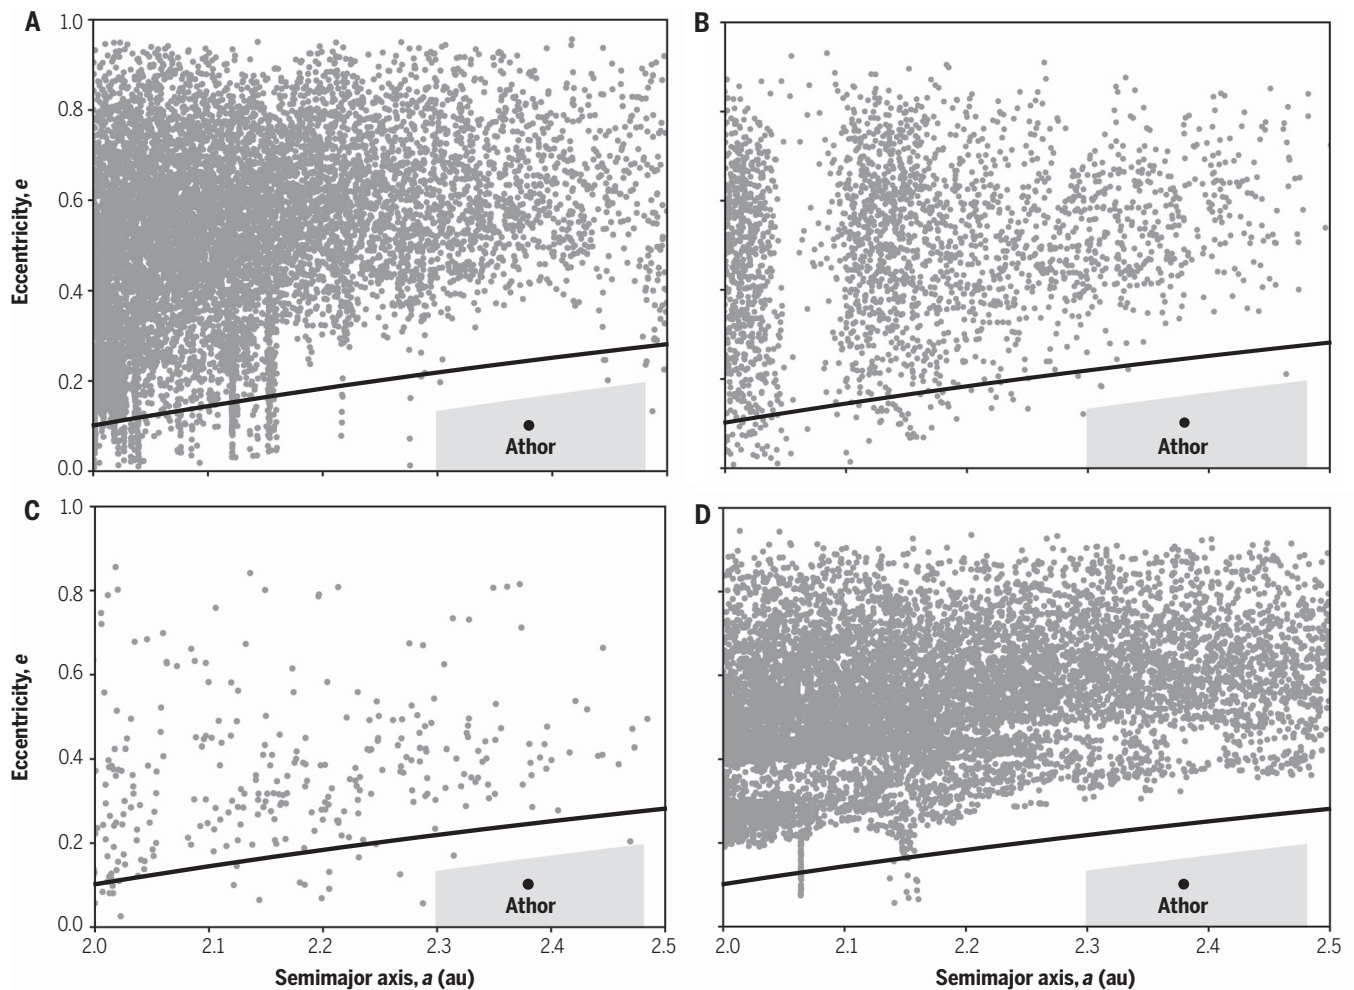 A
B
1.0
0.8
0.6
0.4
0.2
0.0
Eccentricity, e
Athor
Athor
C
D
1.0
0.8
0.6
0.4
0.2
0.0
Eccentricity, e
Athor
Athor
2.0 2.1 2.2 2.3 2.4 2.5
2.0 2.1 2.2 2.3 2.4 2.5
Semimajor axis, a (au)
Semimajor axis, a (au)